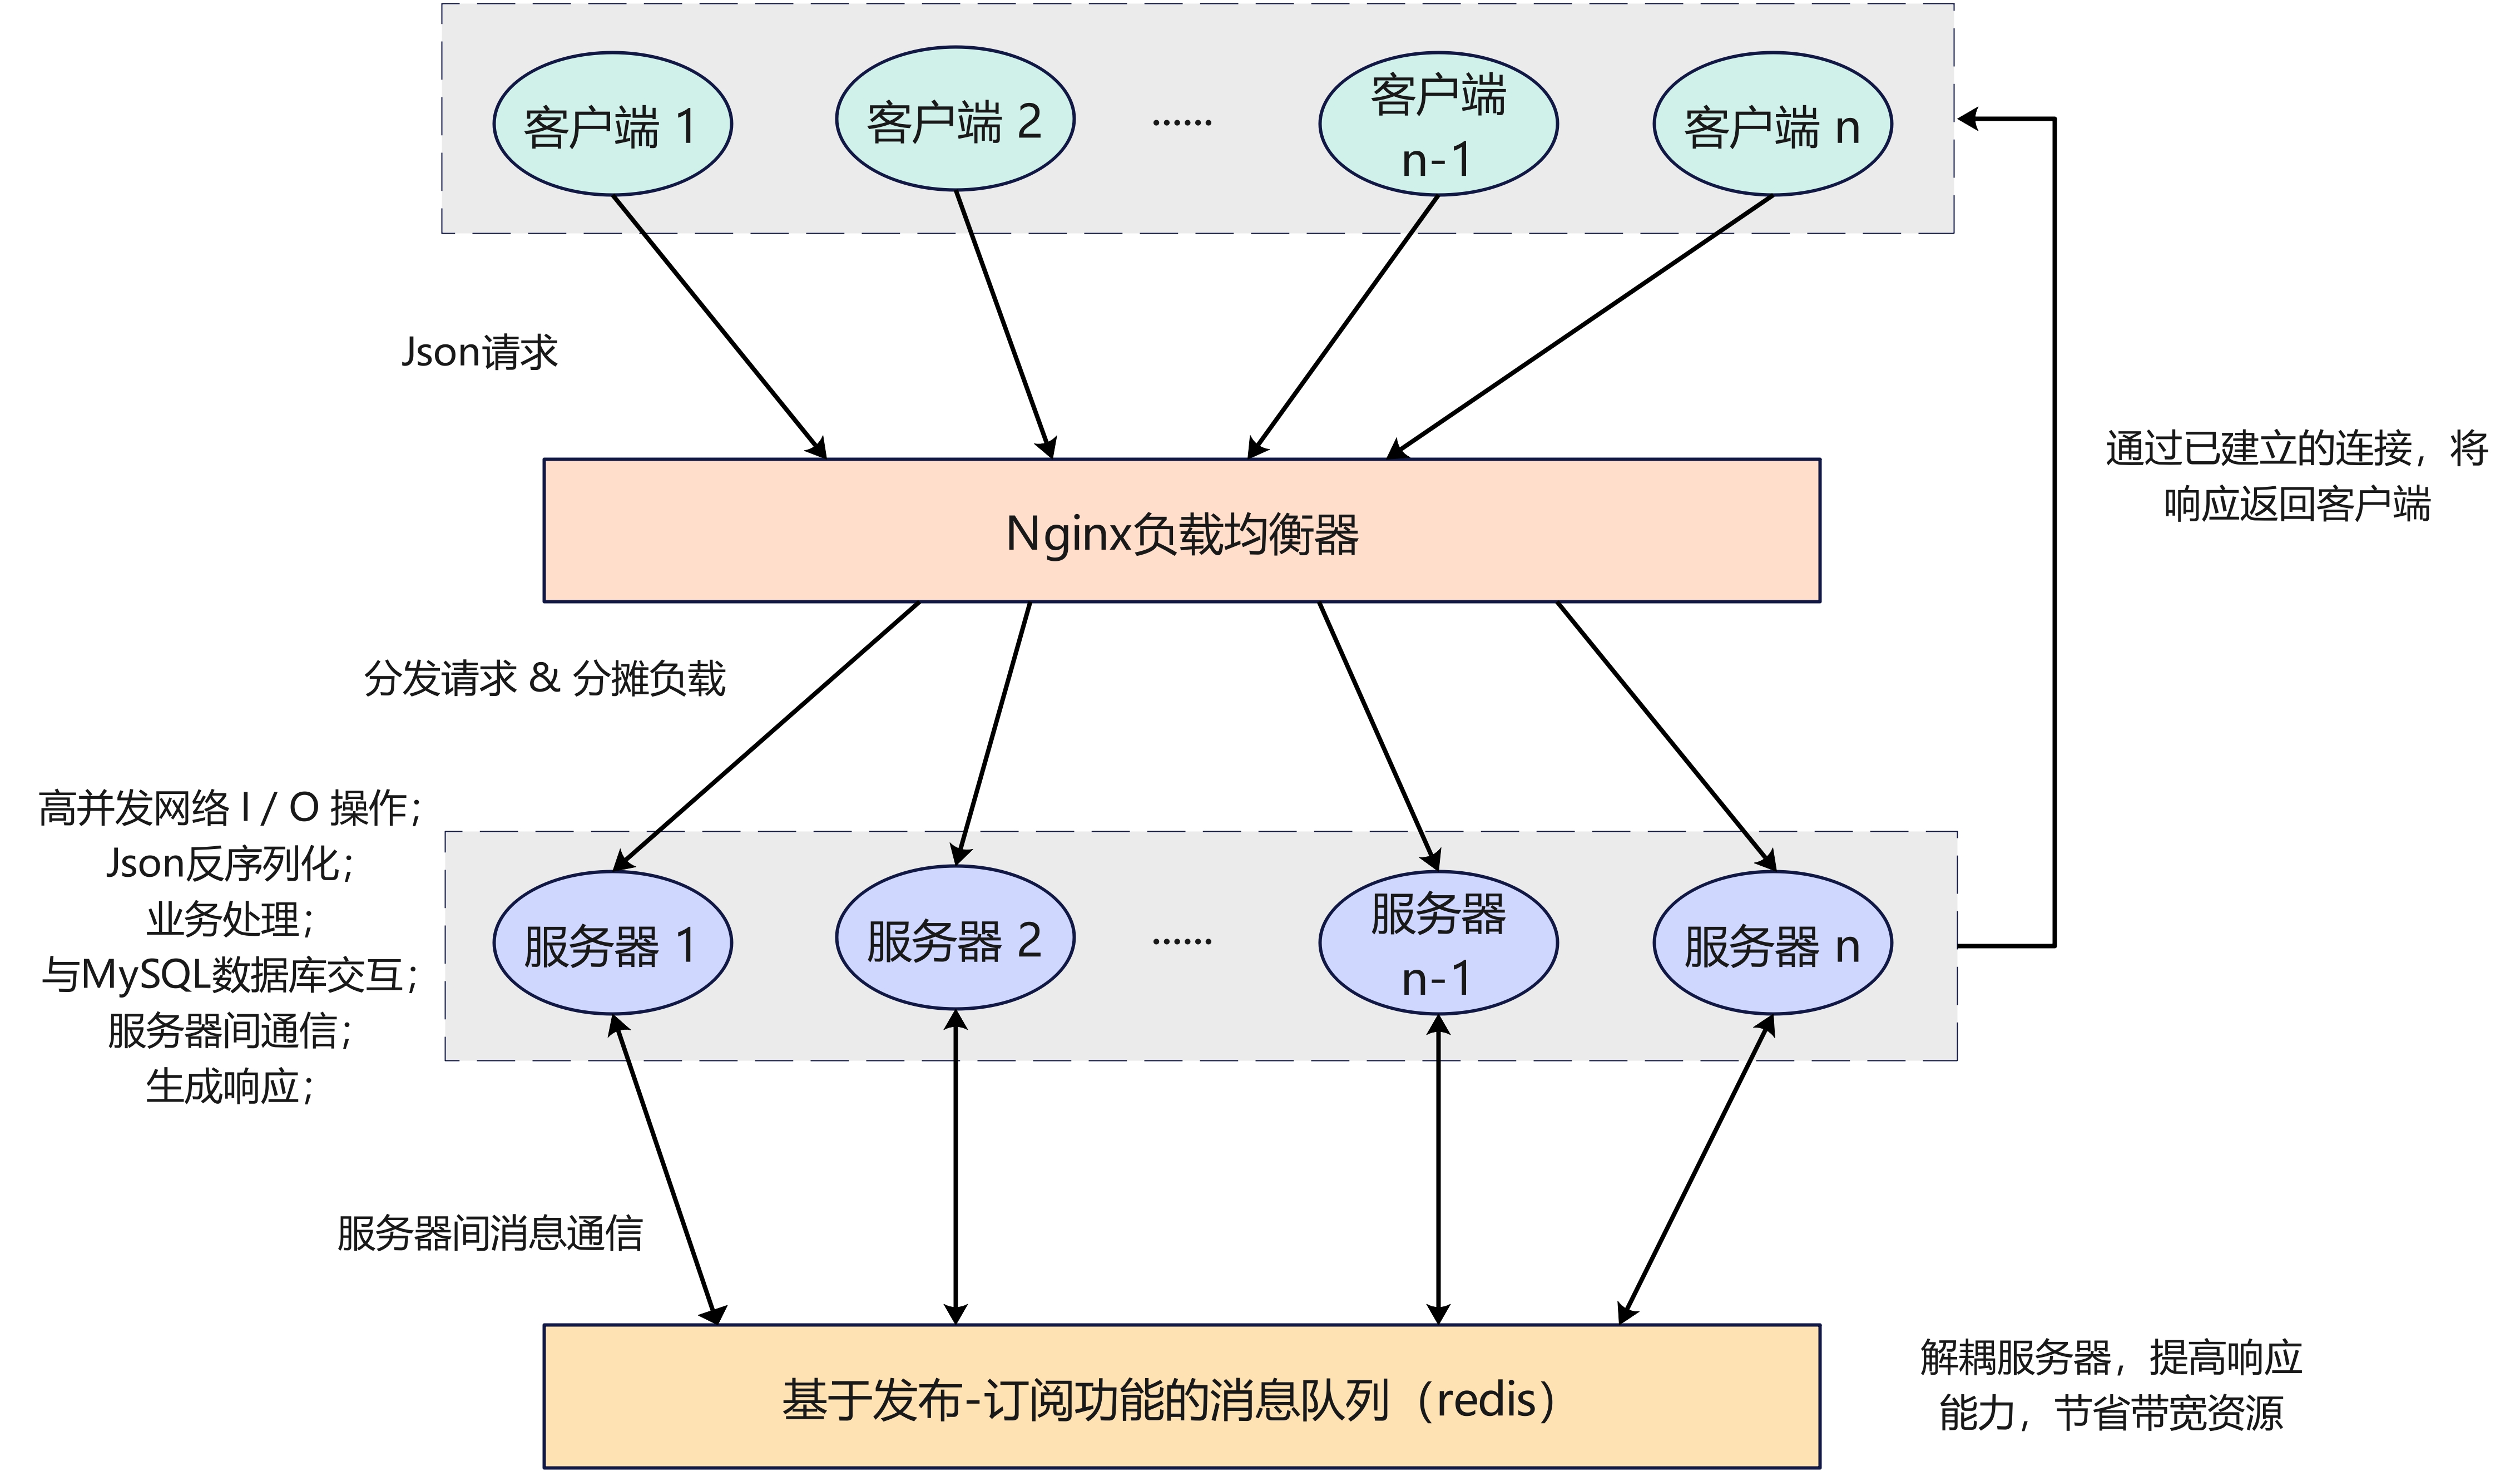 客户端 1
客户端 2
······
客户端
n-1
客户端 n
Json请求
通过已建立的连接，将
响应返回客户端
Nginx负载均衡器
分发请求 & 分摊负载
高并发网络 I / O 操作；
Json反序列化；
业务处理；
与MySQL数据库交互；
服务器间通信；
生成响应；
服务器 1
服务器 2
······
服务器
n-1
服务器 n
服务器间消息通信
基于发布-订阅功能的消息队列（redis）
解耦服务器，提高响应
能力，节省带宽资源